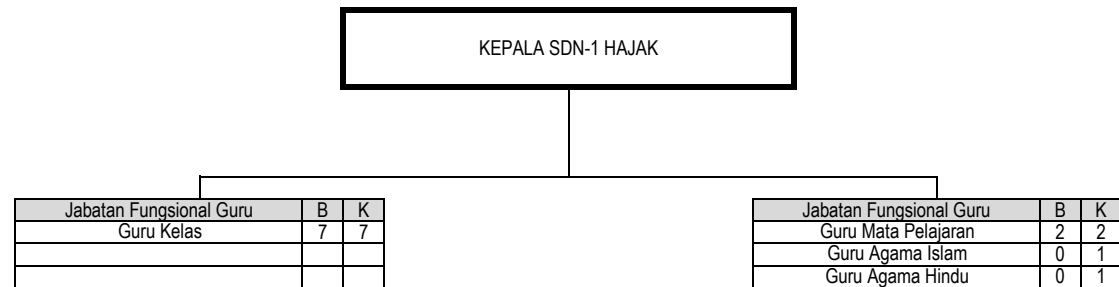 KEPALA SDN-1 HAJAK
Jabatan Fungsional Guru B K
Guru Kelas 7 7
Jabatan Fungsional Guru B K
Guru Mata Pelajaran 2 2
Guru Agama Islam 0 1
Guru Agama Hindu 0 1